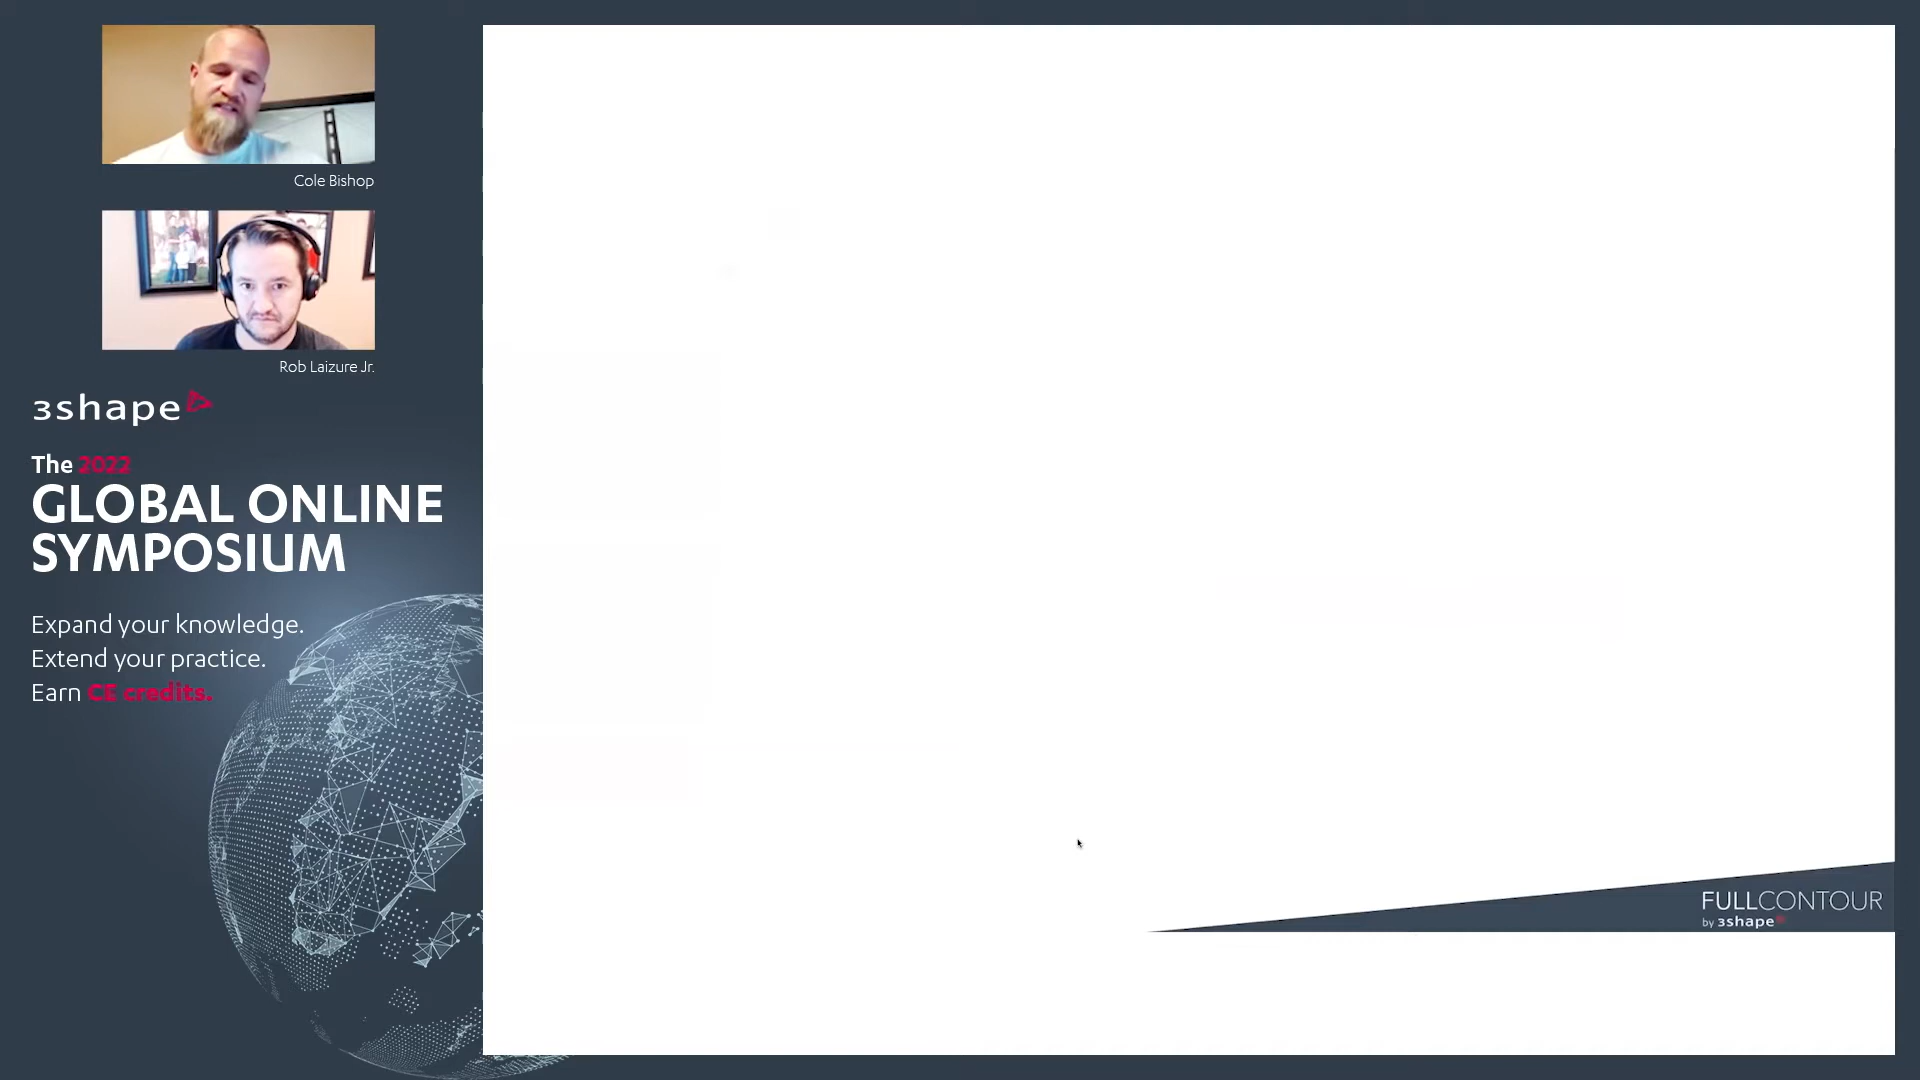 Cole Bishop
Rob Laizure Jr.
3shape
The 2022
GLOBAL ONLINE
SYMPOSIUM
Expand your knowledge.
Extend your practice.
Earn CE credits.
FULLCONTOUR
by 3shape